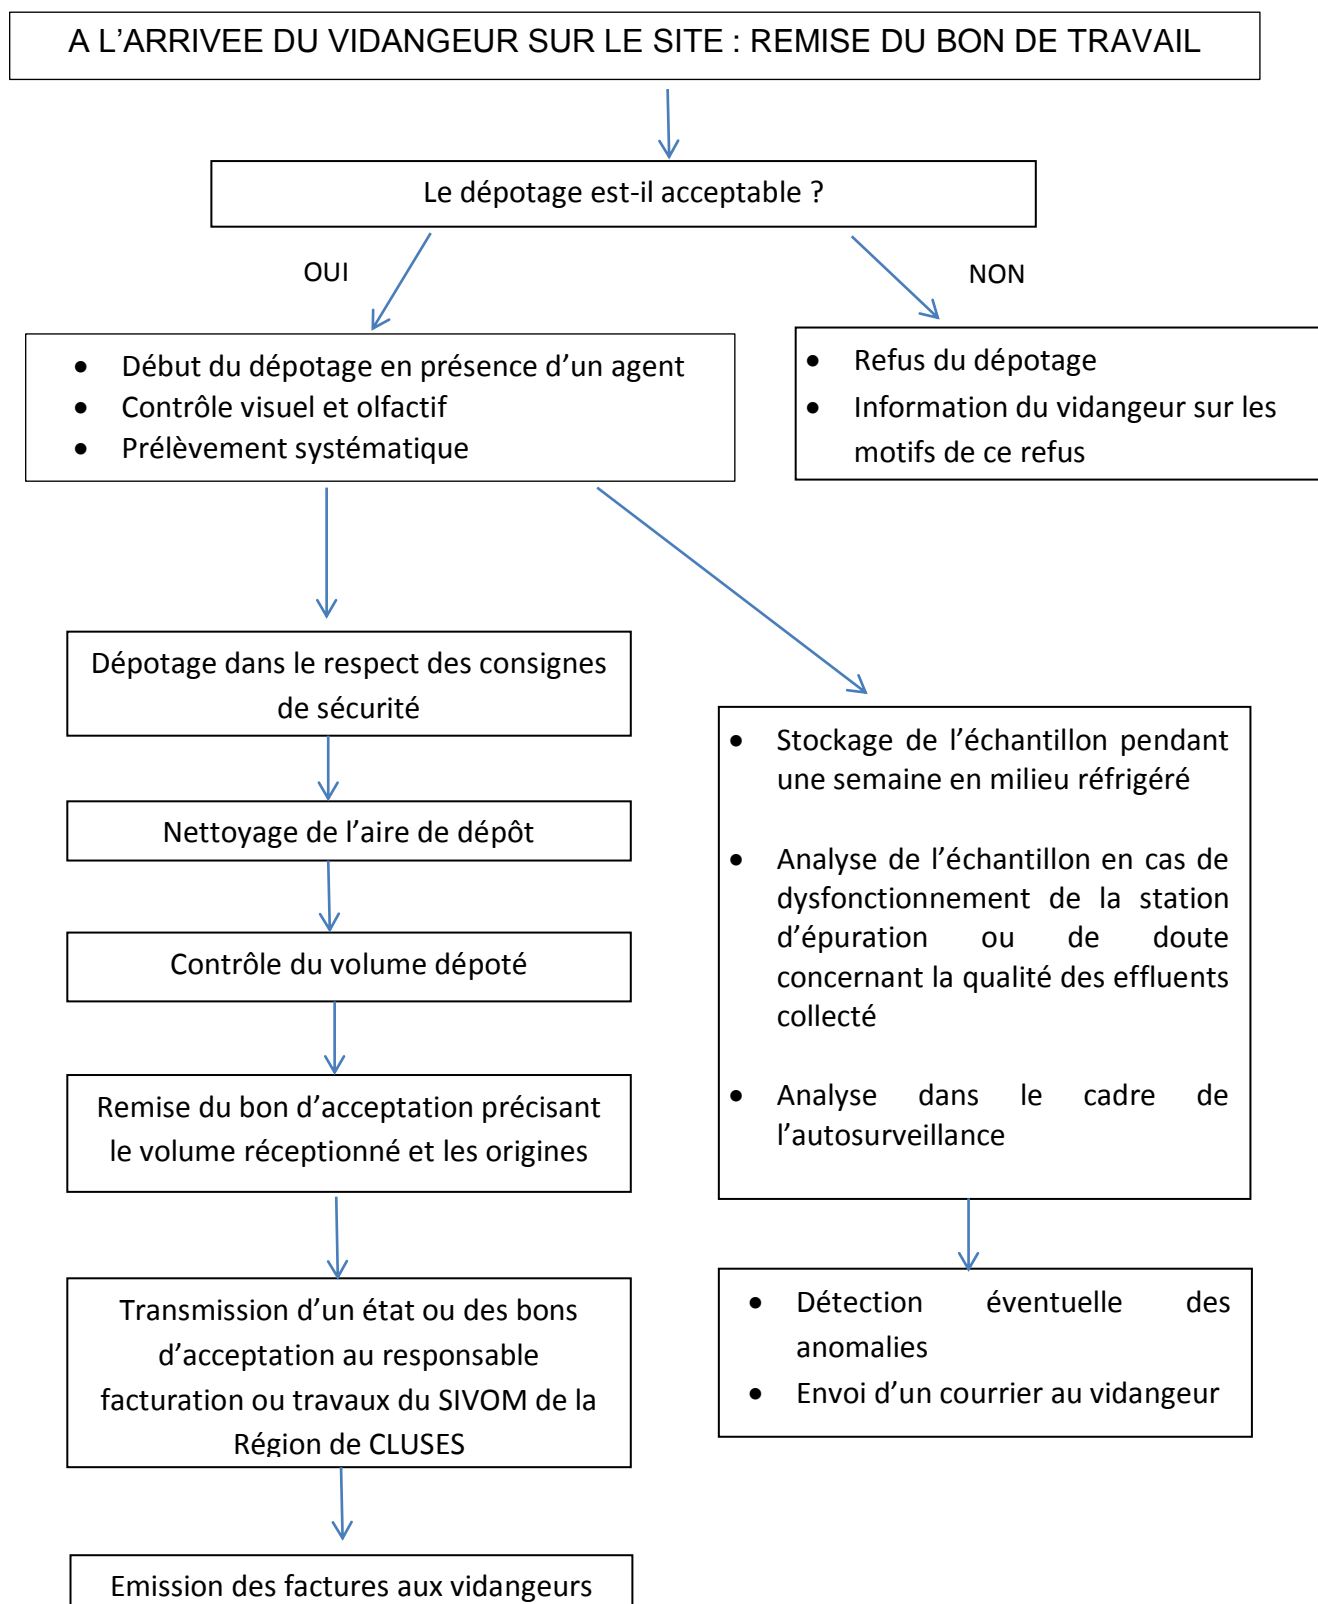 A L’ARRIVEE DU VIDANGEUR SUR LE SITE : REMISE DU BON DE TRAVAIL
Le dépotage est-il acceptable ?
OUI
NON
• Début du dépotage en présence d’un agent
• Contrôle visuel et olfactif
• Prélèvement systématique
• Refus du dépotage
• Information du vidangeur sur les
motifs de ce refus
Dépotage dans le respect des consignes
de sécurité
Nettoyage de l’aire de dépôt
Contrôle du volume dépoté
Remise du bon d’acceptation précisant
le volume réceptionné et les origines
Transmission d’un état ou des bons
d’acceptation au responsable
facturation ou travaux du SIVOM de la
Région de CLUSES
Emission des factures aux vidangeurs
• Stockage de l’échantillon pendant
une semaine en milieu réfrigéré
• Analyse de l’échantillon en cas de
dysfonctionnement de la station
d’épuration ou de doute
concernant la qualité des effluents
collecté
• Analyse dans le cadre de
l’autosurveillance
• Détection éventuelle des
anomalies
• Envoi d’un courrier au vidangeur